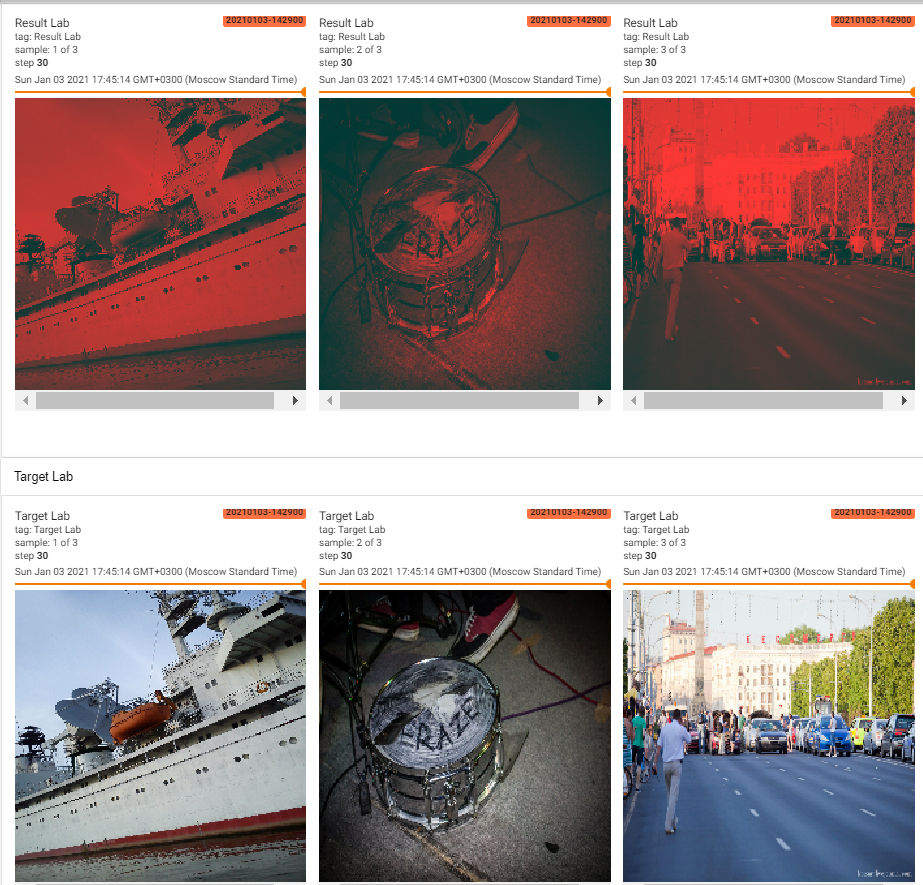 Result Lab
20210103-142900
tag: Result Lab
sample: 1 of 3
step 30
Sun Jan 03 2021 17:45:14 GMT+0300 (Moscow Standard Time)
Result Lab
20210103-142900
tag: Result Lab
sample: 2 of 3
step 30
Sun Jan 03 2021 17:45:14 GMT+0300 (Moscow Standard Time)
CRAZE
Result Lab
20210103-142900
tag: Result Lab
sample: 3 of 3
step 30
Sun Jan 03 2021 17:45:14 GMT+0300 (Moscow Standard Time)
Target Lab
Target Lab
20210103-142900
tag: Target Lab
sample: 1 of 3
step 30
Sun Jan 03 2021 17:45:14 GMT+0300 (Moscow Standard Time)
Target Lab
20210103-142900
tag: Target Lab
sample: 2 of 3
step 30
Sun Jan 03 2021 17:45:14 GMT+0300 (Moscow Standard Time)
CRAZE
Target Lab
20210103-142900
tag: Target Lab
sample: 3 of 3
step 30
Sun Jan 03 2021 17:45:14 GMT+0300 (Moscow Standard Time)